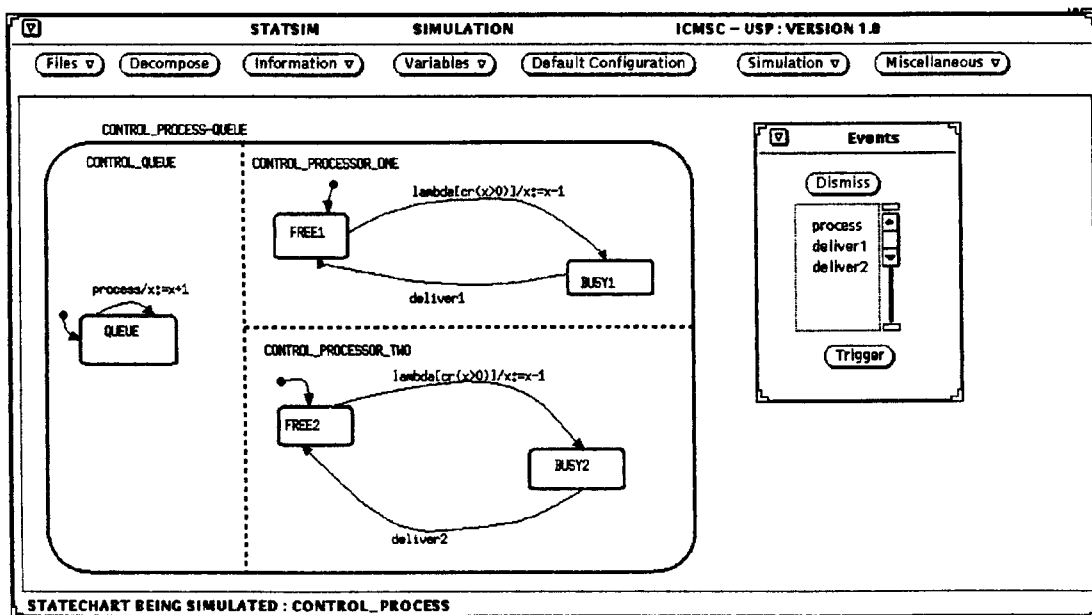 STATSIM SIMULATION ICMSC - USP : VERSION 1.0
Files Decompose Information Variables Default Configuration Simulation Miscellaneous
CONTROL_PROCESS-QUEUE
CONTROL_QUEUE
process/x:=x+1
QUEUE
CONTROL_PROCESSOR_ONE
lambda[cr(x>0)]/x:=x-1
FREE1
BUSY1
deliver1
CONTROL_PROCESSOR_TWO
lambda[cr(x>0)]/x:=x-1
FREE2
BUSY2
deliver2
Events
Dismiss
process
deliver1
deliver2
Trigger
STATECHART BEING SIMULATED : CONTROL_PROCESS